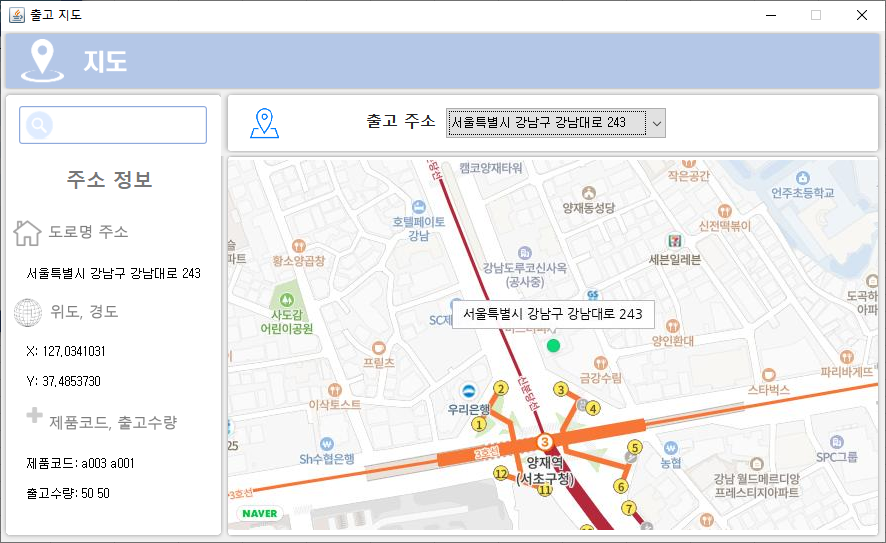 출고 지도
지도
주소 정보
도로명 주소
서울특별시 강남구 강남대로 243
위도, 경도
X: 127,0341031
Y: 37,4853730
제품코드, 출고수량
제품코드: a003 a001
출고수량: 50 50
출고 주소
서울특별시 강남구 강남대로 243
캠코양재타워
작은공간
언주초등학교
호텔페이토
강남
양재동성당
신전떡볶이
황소양곱창
강남도루코신사옥
(공사중)
세븐일레븐
사도감
어린이공원
GS
서울특별시 강남구 강남대로 243
도곡하
아파
양인환대
프릳츠
금강수림
파리바게뜨
이삭토스트
스타벅스
우리은행
신분당선
2
3
4
1
3
3호선
5
Sh수협은행
양재역
(서초구청)
농협
SPC그룹
12
11
6
강남 월드메르디앙
프레스티지아파트
3호선
7
NAVER